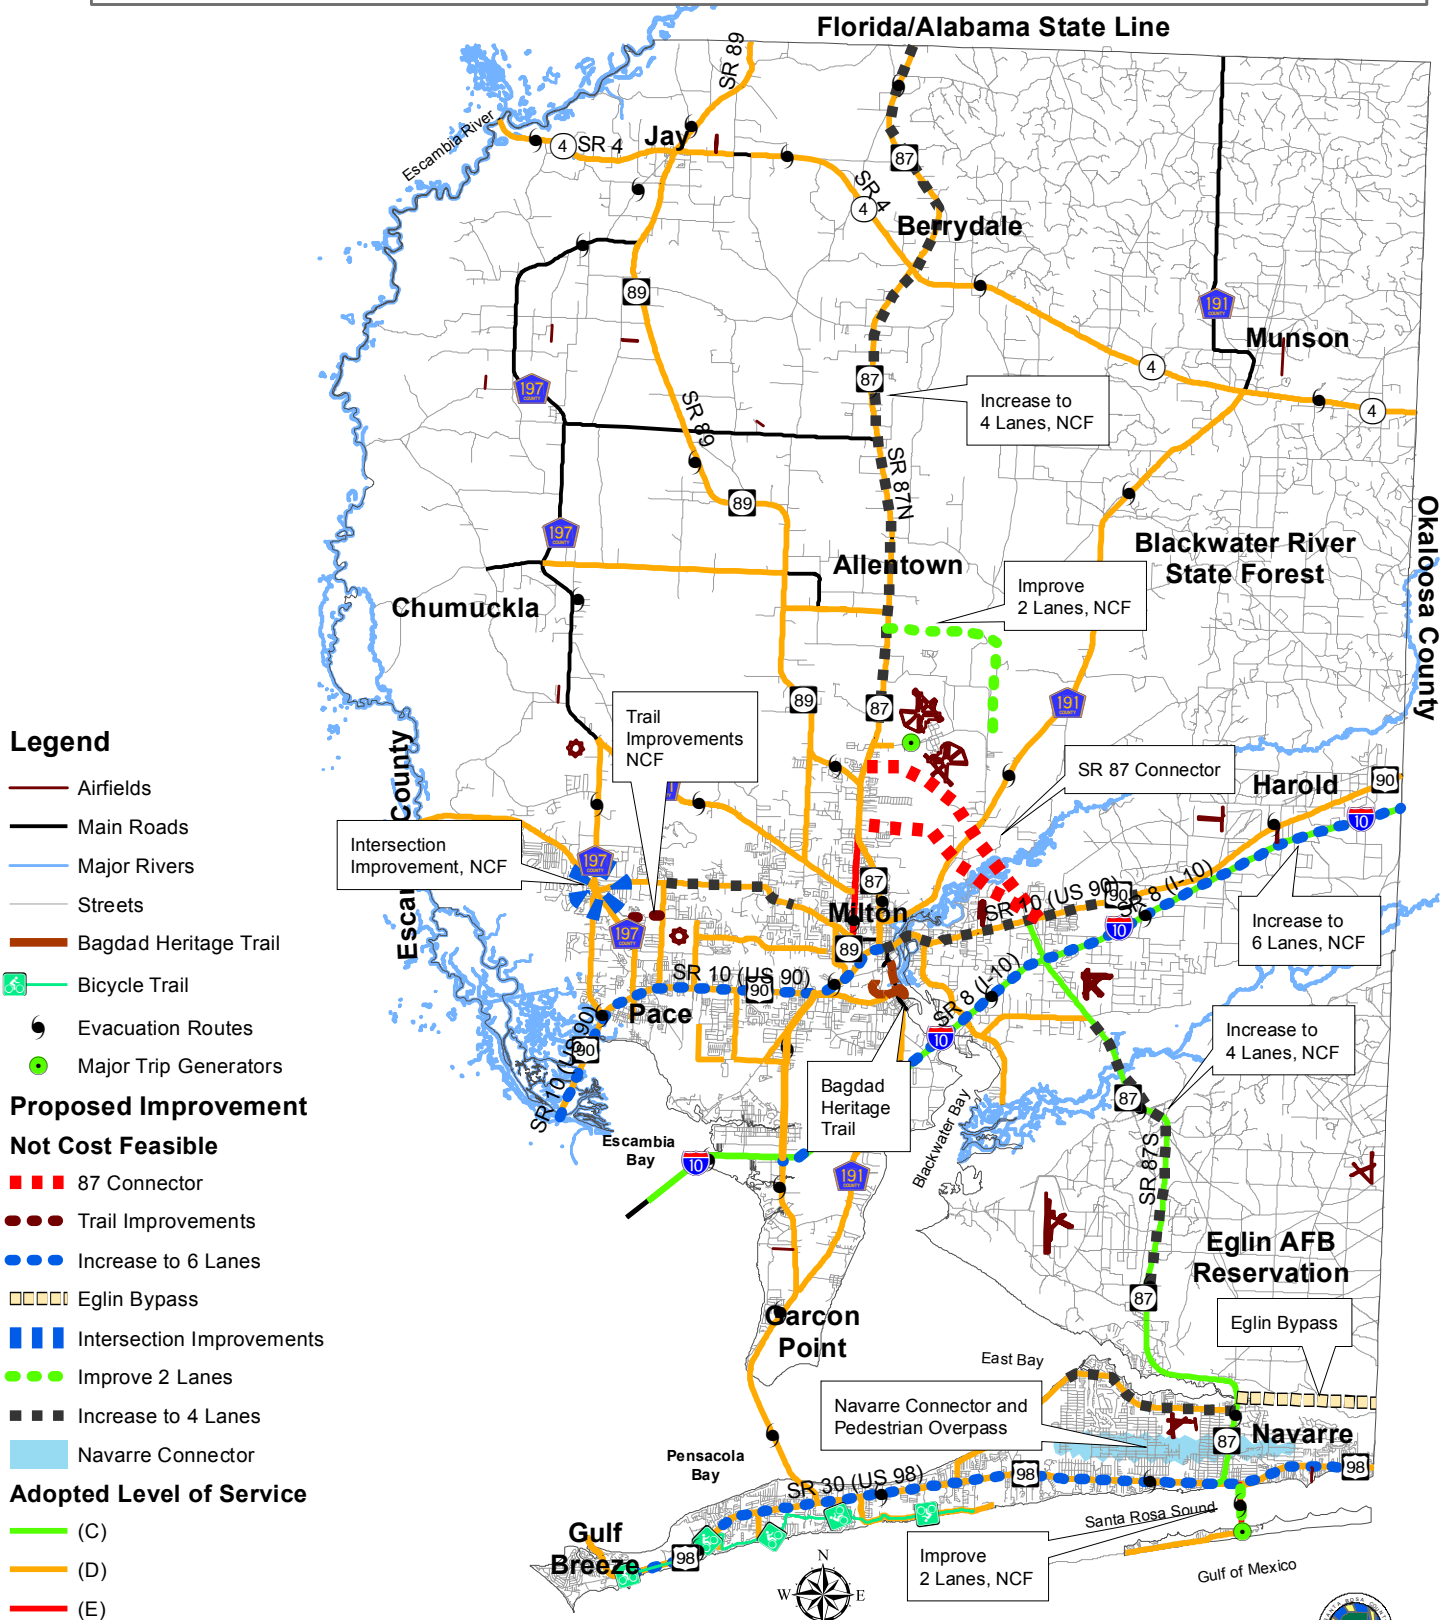 Florida/Alabama State Line
SR 89
Escambia River
4
SR 4
Jay
87
SR 4
4
Berrydale
89
191
COUNTY
Munson
197
COUNTY
87
4
4
Increase to
4 Lanes, NCF
SR 89
SR 87N
89
197
COUNTY
Okaloosa County
Blackwater River
State Forest
Allentown
Improve
2 Lanes, NCF
Chumuckla
89
87
191
COUNTY
Trail
Improvements
NCF
SR 87 Connector
Harold
90
10
Intersection
Improvement, NCF
197
COUNTY
87
Milton
SR 10 (US 90)
90
SR 8 (I-10)
10
Increase to
6 Lanes, NCF
197
COUNTY
89
SR 10 (US 90)
90
SR 8 (I-10)
10
Pace
90
SR 10 (US 90)
Increase to
4 Lanes, NCF
87
Bagdad
Heritage
Trail
Blackwater Bay
Escambia
Bay
10
191
COUNTY
SR 87S
Eglin AFB
Reservation
87
Eglin Bypass
Garcon
Point
East Bay
Navarre Connector and
Pedestrian Overpass
87
Navarre
Pensacola
Bay
SR 30 (US 98)
98
98
Santa Rosa Sound
Gulf
Breeze
98
Improve
2 Lanes, NCF
Gulf of Mexico
N
W
E
Legend
Airfields
Main Roads
Major Rivers
Streets
Bagdad Heritage Trail
Bicycle Trail
Evacuation Routes
Major Trip Generators
Proposed Improvement
Not Cost Feasible
87 Connector
Trail Improvements
Increase to 6 Lanes
Eglin Bypass
Intersection Improvements
Improve 2 Lanes
Increase to 4 Lanes
Navarre Connector
Adopted Level of Service
(C)
(D)
(E)
SANTA ROSA COUN